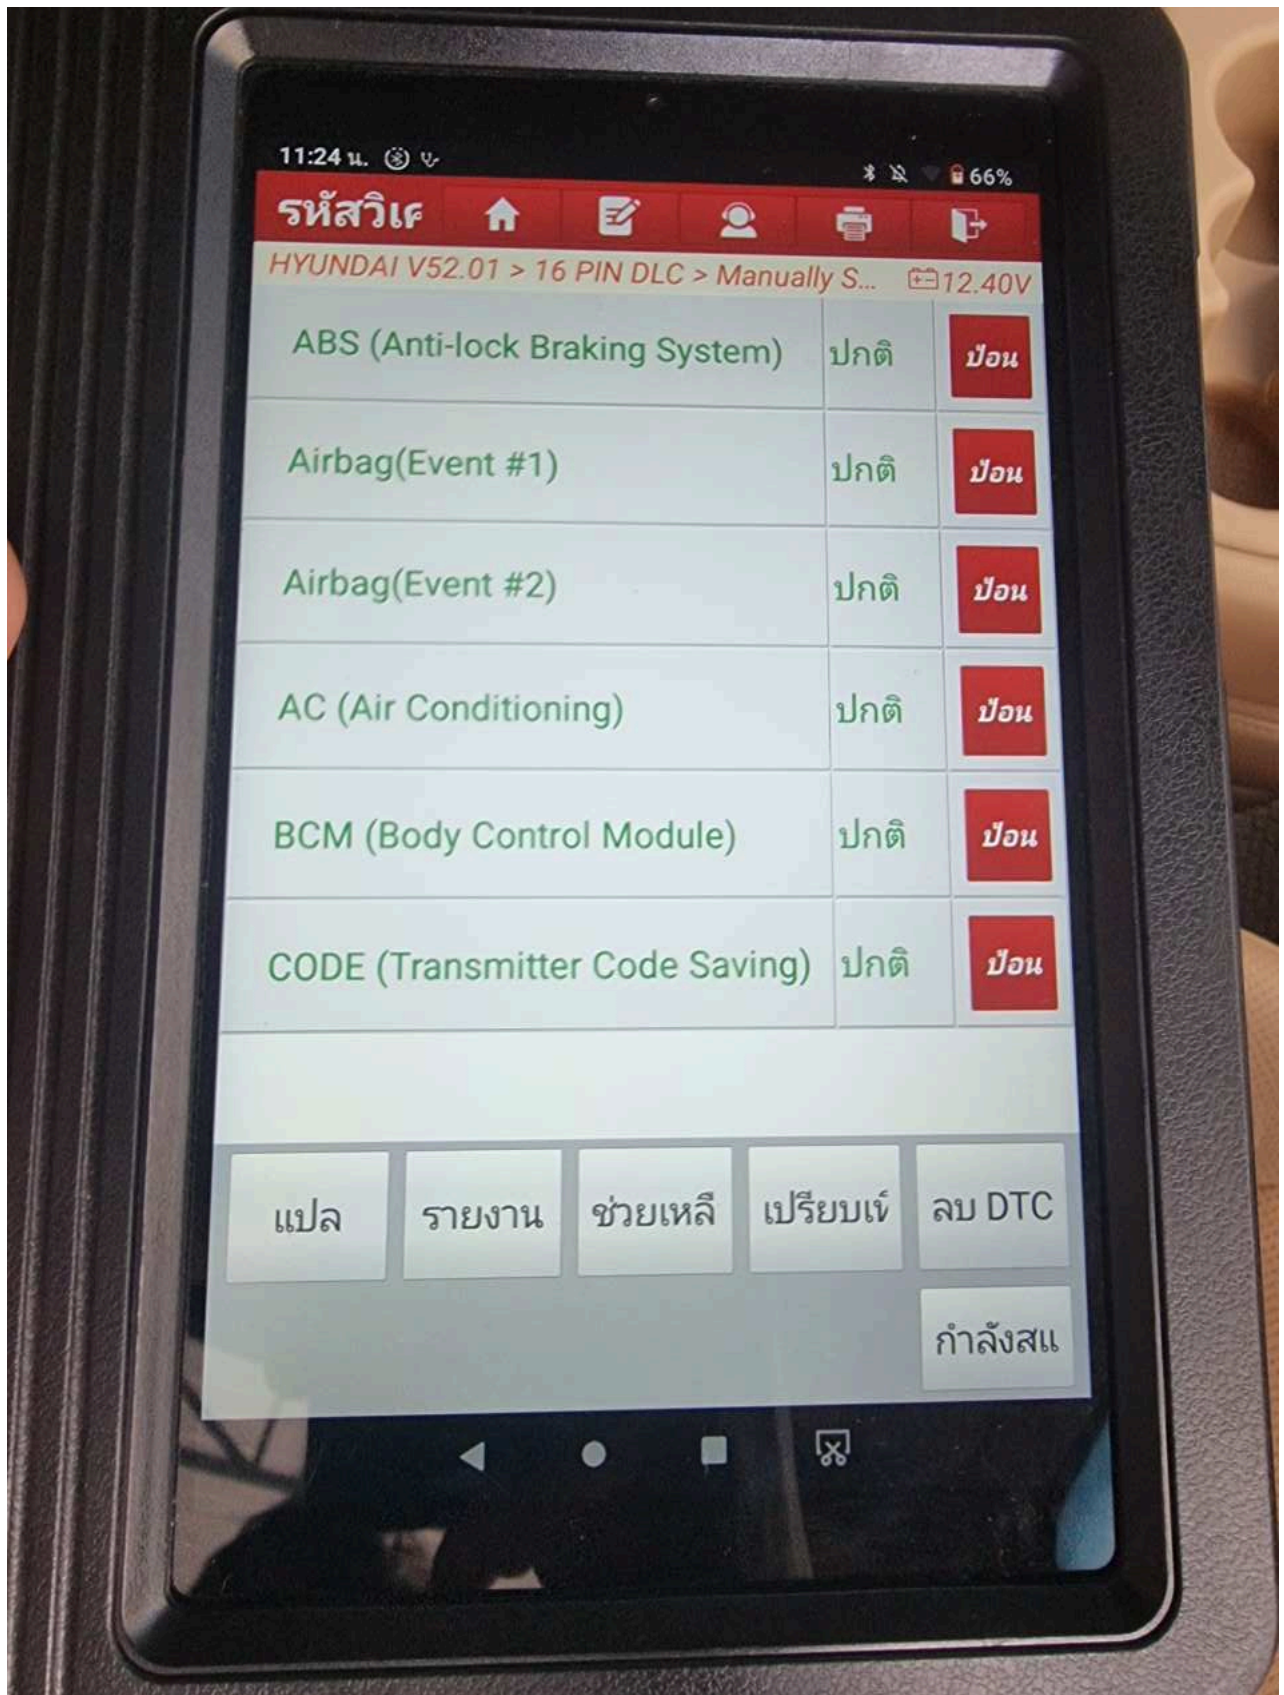 11:24 น. 66%
รหัสวิเค
HYUNDAI V52.01 > 16 PIN DLC > Manually S... 12.40V
ABS (Anti-lock Braking System) ปกติ ป้อน
Airbag(Event #1) ปกติ ป้อน
Airbag(Event #2) ปกติ ป้อน
AC (Air Conditioning) ปกติ ป้อน
BCM (Body Control Module) ปกติ ป้อน
CODE (Transmitter Code Saving) ปกติ ป้อน
แปล รายงาน ช่วยเหลื เปรียบเท ลบ DTC
กำลังสแ